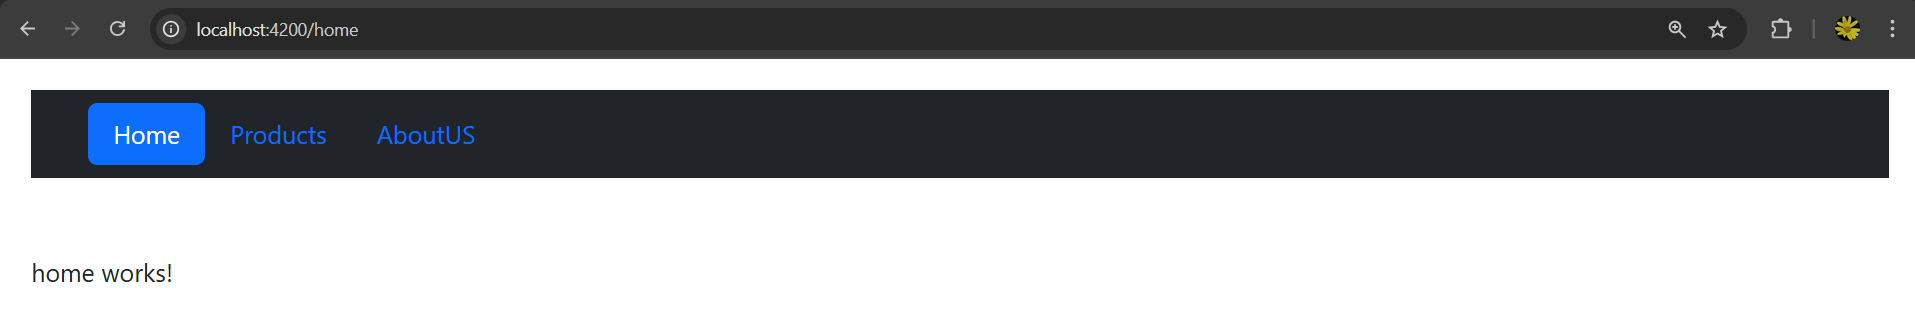 localhost:4200/home
Home Products AboutUS
home works!